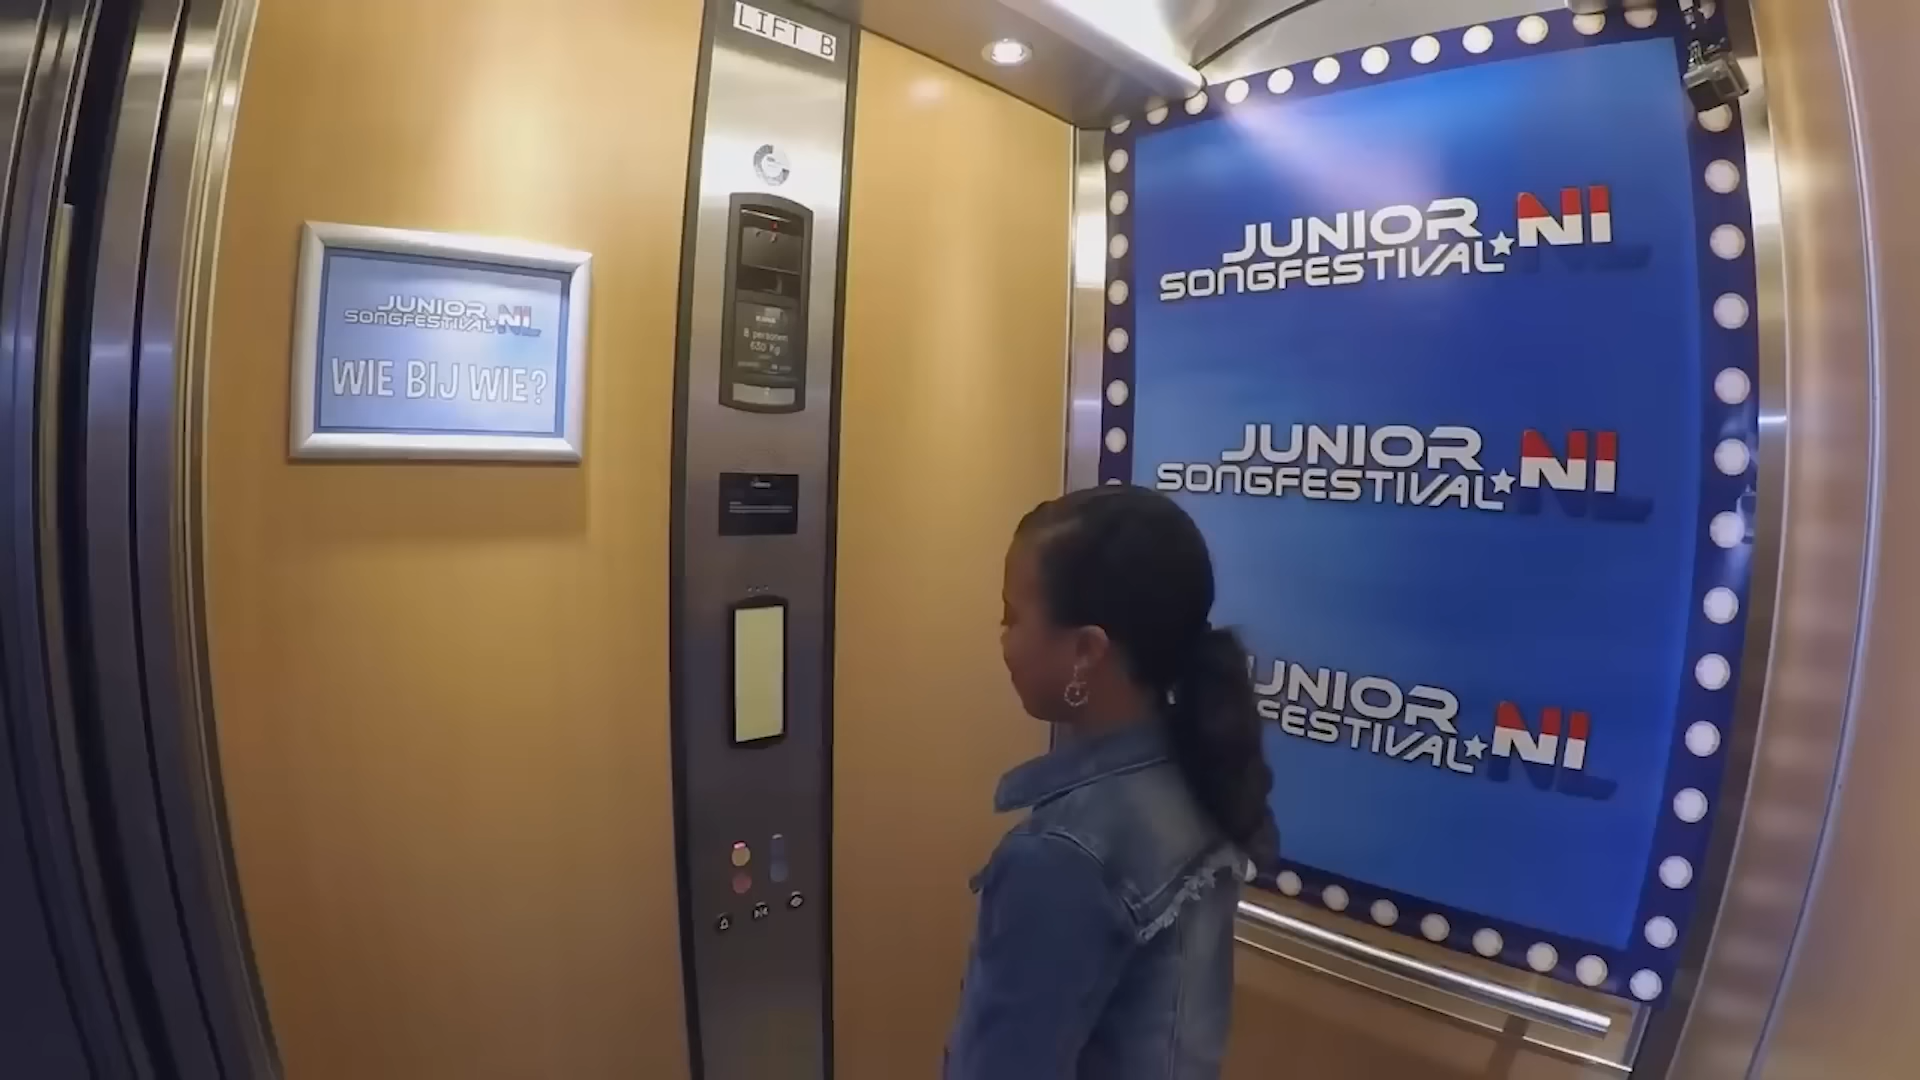 LIFT B
JUNIOR
SONGFESTIVAL NL
WIE BIJ WIE?
8 personen
630 Kg
JUNIOR
SONGFESTIVAL NL
JUNIOR
SONGFESTIVAL NL
UNIOR
FESTIVAL NL